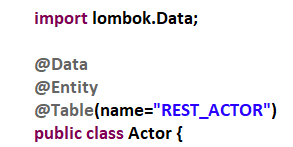 import lombok.Data;
@Data
@Entity
@Table(name="REST_ACTOR")
public class Actor {